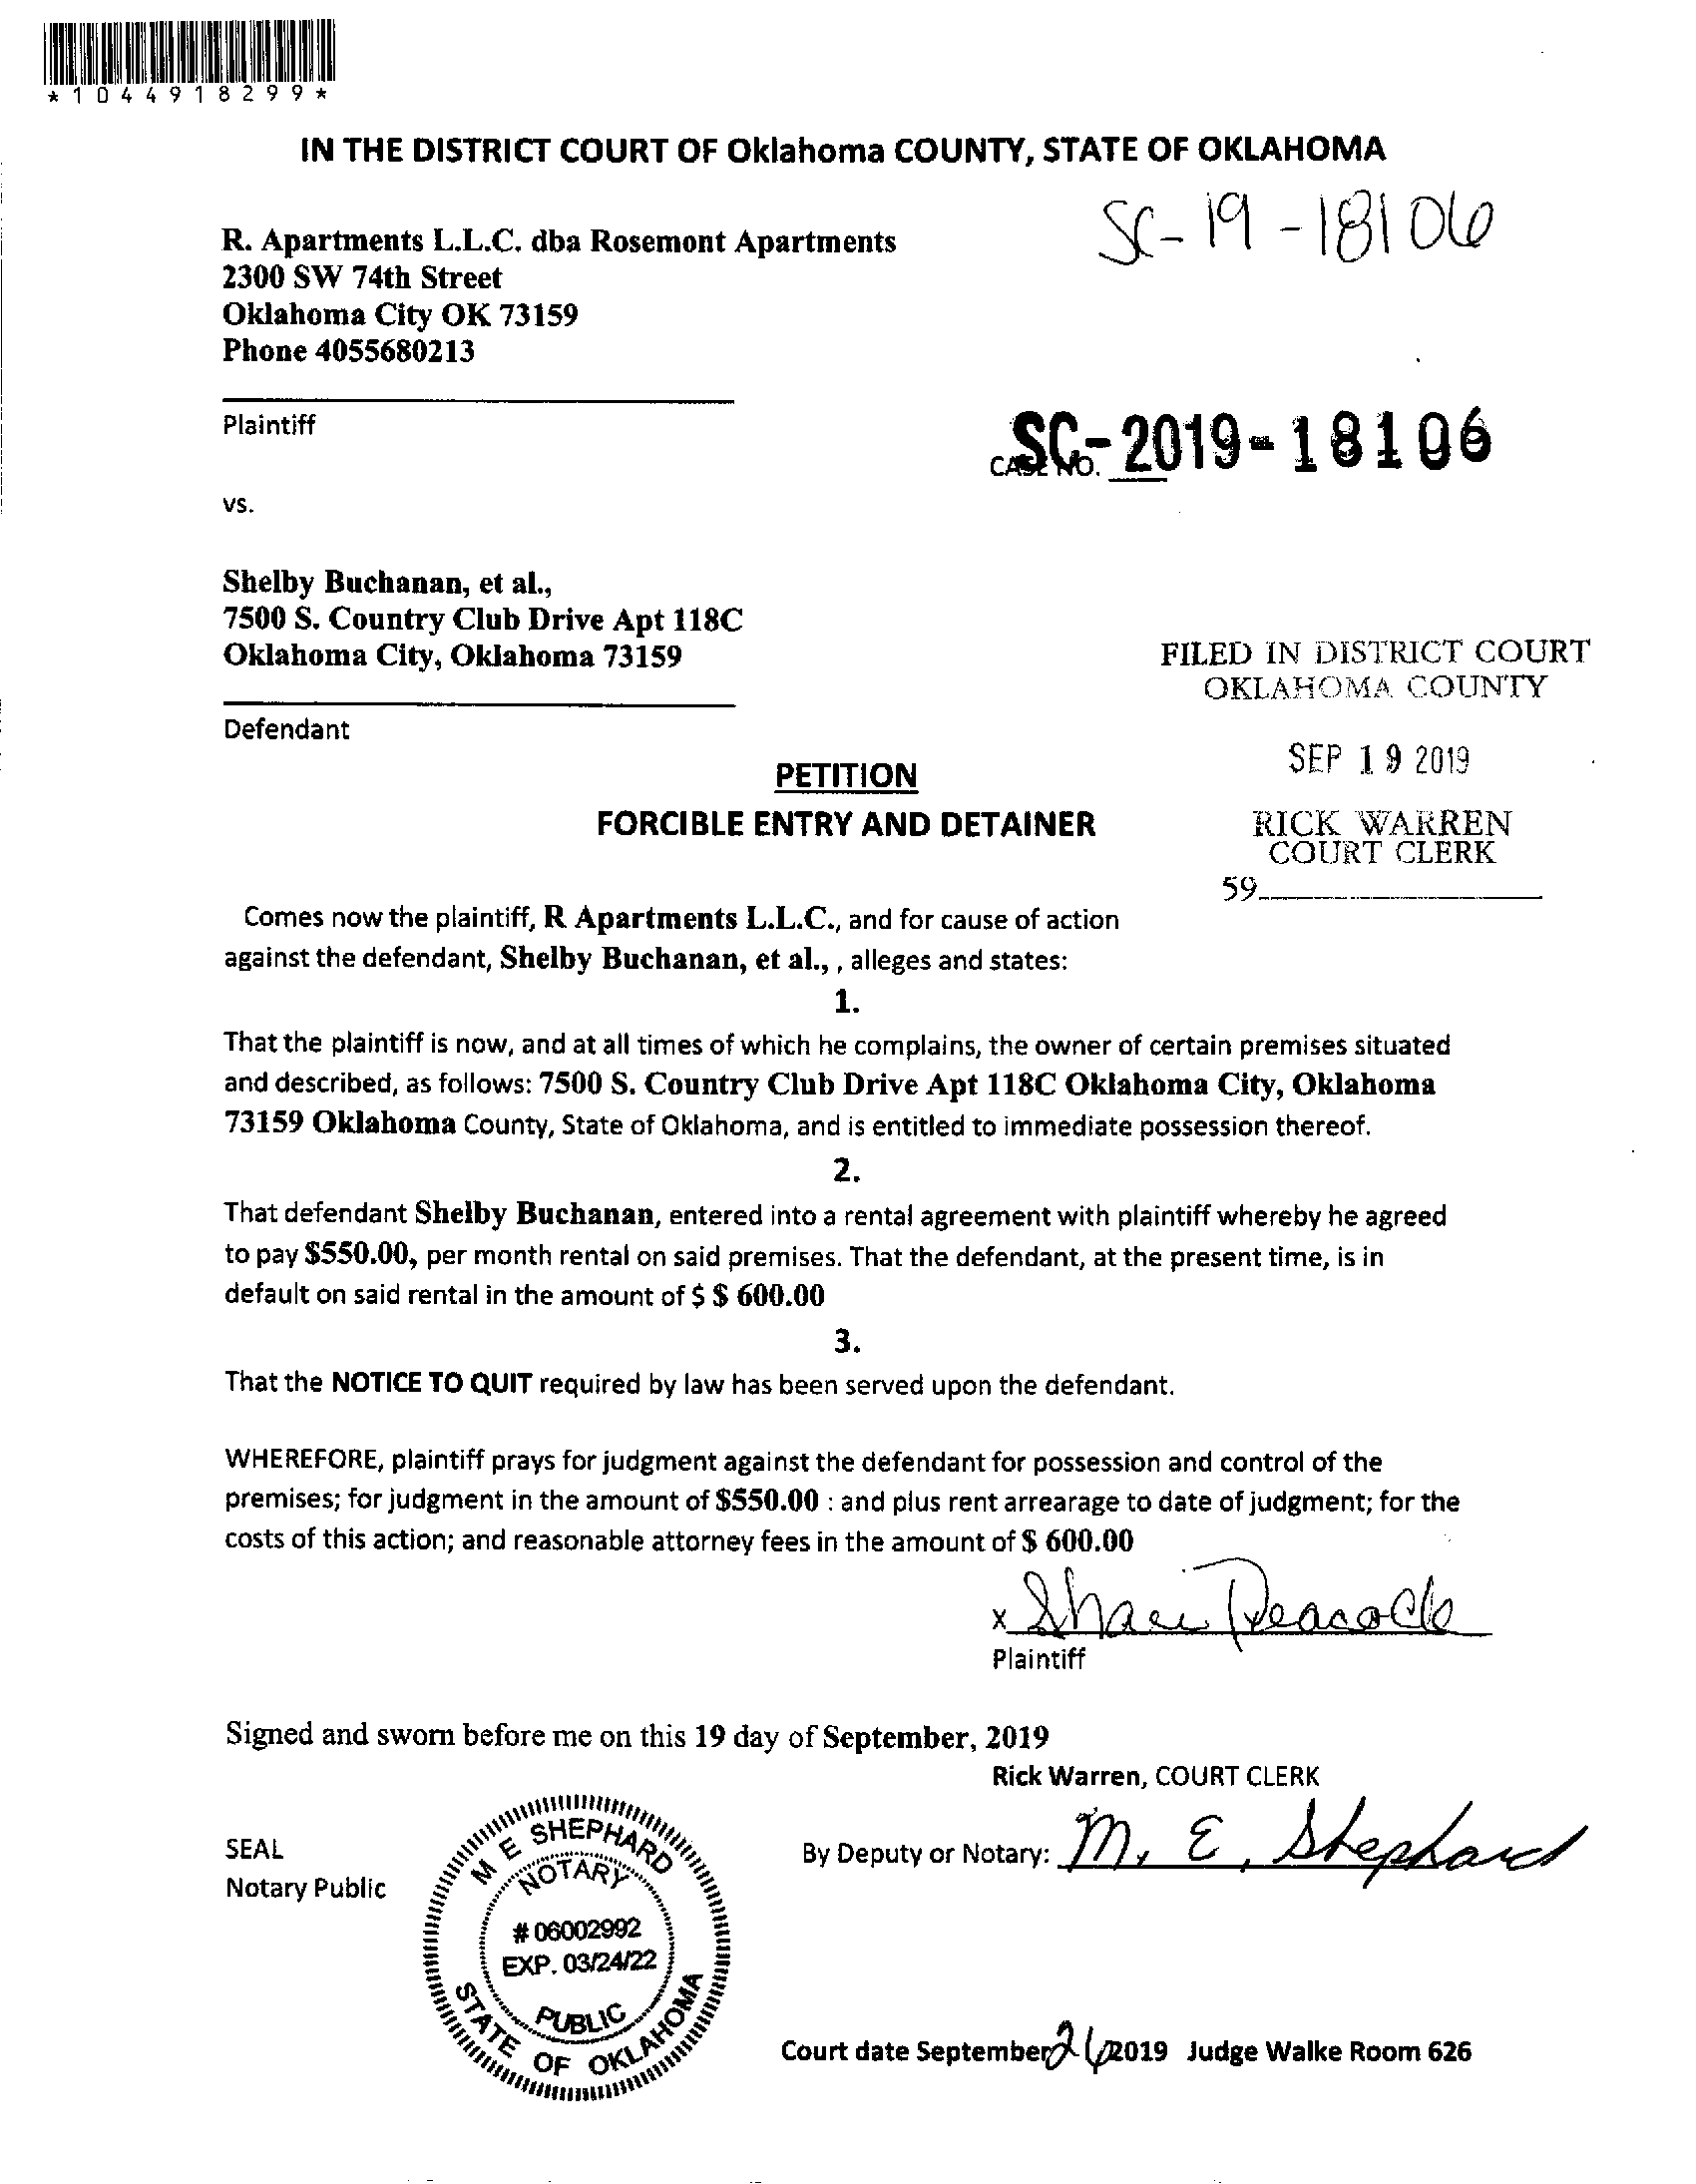 *1044918299*
IN THE DISTRICT COURT OF Oklahoma COUNTY, STATE OF OKLAHOMA
SC-19-18106
R. Apartments L.L.C. dba Rosemont Apartments
2300 SW 74th Street
Oklahoma City OK 73159
Phone 4055680213
Plaintiff
CASE NO. SC-2019-18106
vs.
Shelby Buchanan, et al.,
7500 S. Country Club Drive Apt 118C
Oklahoma City, Oklahoma 73159
Defendant
FILED IN DISTRICT COURT
OKLAHOMA COUNTY
SEP 19 2019
RICK WARREN
COURT CLERK
59
PETITION
FORCIBLE ENTRY AND DETAINER
Comes now the plaintiff, R Apartments L.L.C., and for cause of action
against the defendant, Shelby Buchanan, et al., , alleges and states:
1.
That the plaintiff is now, and at all times of which he complains, the owner of certain premises situated
and described, as follows: 7500 S. Country Club Drive Apt 118C Oklahoma City, Oklahoma
73159 Oklahoma County, State of Oklahoma, and is entitled to immediate possession thereof.
2.
That defendant Shelby Buchanan, entered into a rental agreement with plaintiff whereby he agreed
to pay $550.00, per month rental on said premises. That the defendant, at the present time, is in
default on said rental in the amount of $ $ 600.00
3.
That the NOTICE TO QUIT required by law has been served upon the defendant.
WHEREFORE, plaintiff prays for judgment against the defendant for possession and control of the
premises; for judgment in the amount of $550.00 : and plus rent arrearage to date of judgment; for the
costs of this action; and reasonable attorney fees in the amount of $ 600.00
x Shaei Peacock
Plaintiff
Signed and sworn before me on this 19 day of September, 2019
Rick Warren, COURT CLERK
By Deputy or Notary: M. E. Shephard
SEAL
Notary Public
M E SHEPHARD
NOTARY
# 06002992
EXP. 03/24/22
PUBLIC
STATE OF OKLAHOMA
Court date September 26 2019 Judge Walke Room 626